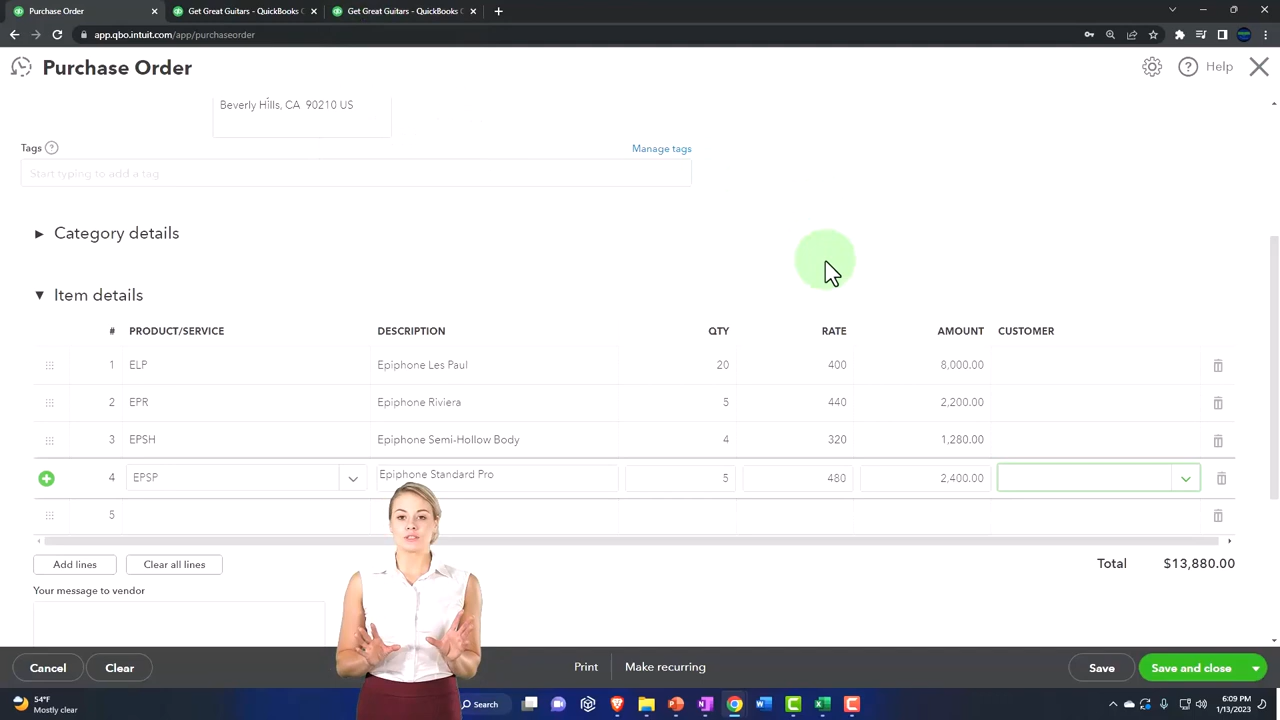 Purchase Order
Get Great Guitars - QuickBooks
Get Great Guitars - QuickBooks
app.qbo.intuit.com/app/purchaseorder
Purchase Order
Help
Beverly Hills, CA 90210 US
Tags
Manage tags
Start typing to add a tag
Category details
Item details
# PRODUCT/SERVICE DESCRIPTION QTY RATE AMOUNT CUSTOMER
1 ELP Epiphone Les Paul 20 400 8,000.00
2 EPR Epiphone Riviera 5 440 2,200.00
3 EPSH Epiphone Semi-Hollow Body 4 320 1,280.00
4 EPSP Epiphone Standard Pro 5 480 2,400.00
5
Add lines Clear all lines Total $13,880.00
Your message to vendor
Cancel Clear Print Make recurring Save Save and close
54°F
Mostly clear
Search
6:09 PM
1/13/2023